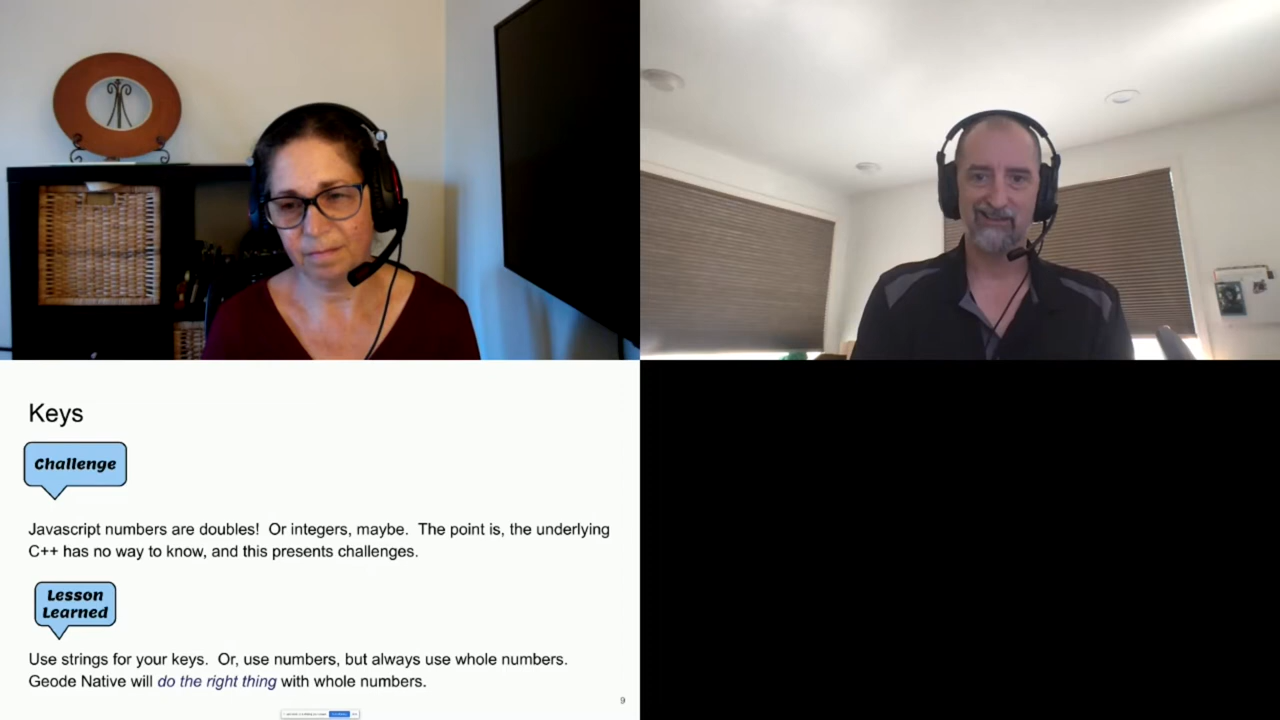 Keys
Challenge
Javascript numbers are doubles!  Or integers, maybe.  The point is, the underlying
C++ has no way to know, and this presents challenges.
Lesson
Learned
Use strings for your keys.  Or, use numbers, but always use whole numbers.
Geode Native will do the right thing with whole numbers.
9